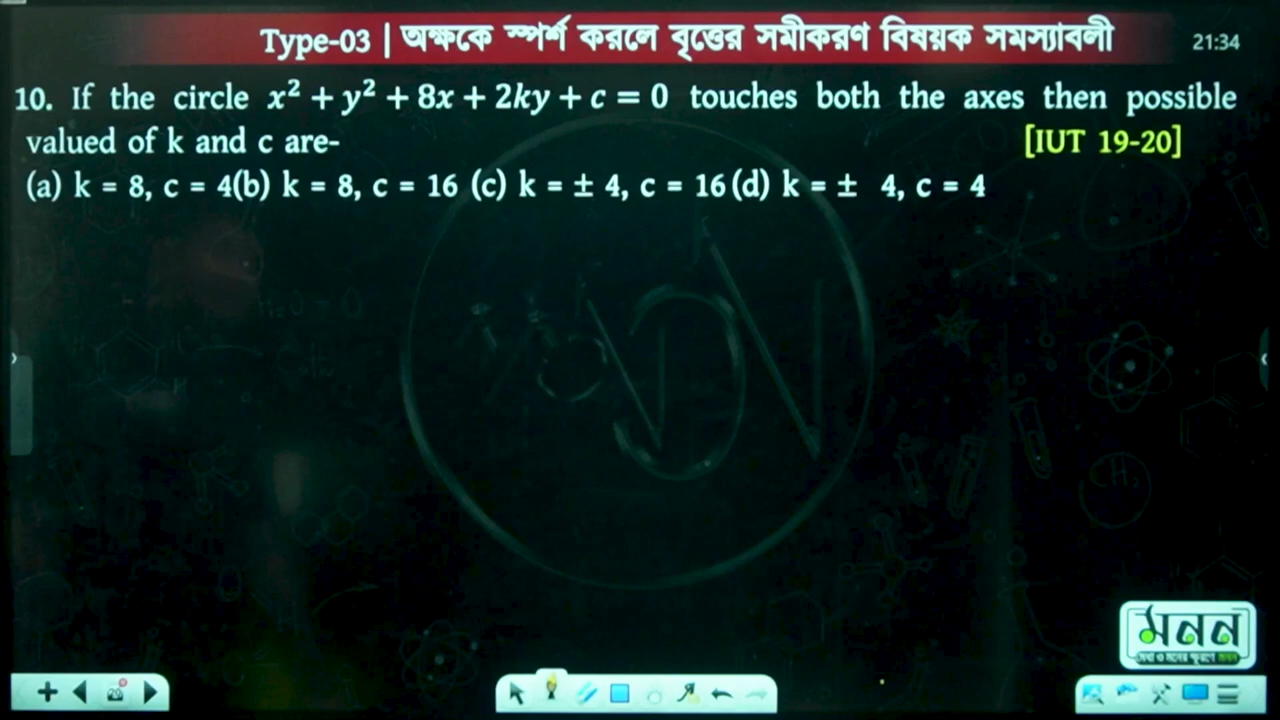 Type-03 | অক্ষকে স্পর্শ করলে বৃত্তের সমীকরণ বিষয়ক সমস্যাবলী
21:34
10. If the circle x² + y² + 8x + 2ky + c = 0 touches both the axes then possible
valued of k and c are-
[IUT 19-20]
(a) k = 8, c = 4(b) k = 8, c = 16 (c) k = ± 4, c = 16 (d) k = ± 4, c = 4
CH₃
মনন